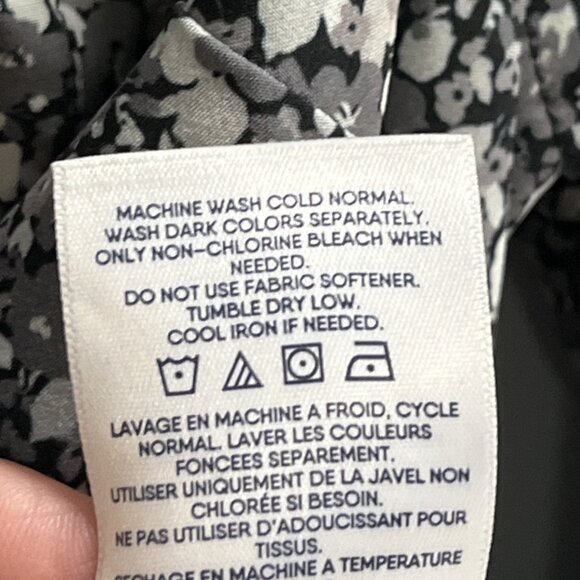 MACHINE WASH COLD NORMAL.
WASH DARK COLORS SEPARATELY.
ONLY NON-CHLORINE BLEACH WHEN
NEEDED.
DO NOT USE FABRIC SOFTENER.
TUMBLE DRY LOW.
COOL IRON IF NEEDED.
LAVAGE EN MACHINE A FROID, CYCLE
NORMAL. LAVER LES COULEURS
FONCEES SEPAREMENT.
UTILISER UNIQUEMENT DE LA JAVEL NON
CHLORÉE SI BESOIN.
NE PAS UTILISER D'ADOUCISSANT POUR
TISSUS.
SECHAGE EN MACHINE A TEMPERATURE